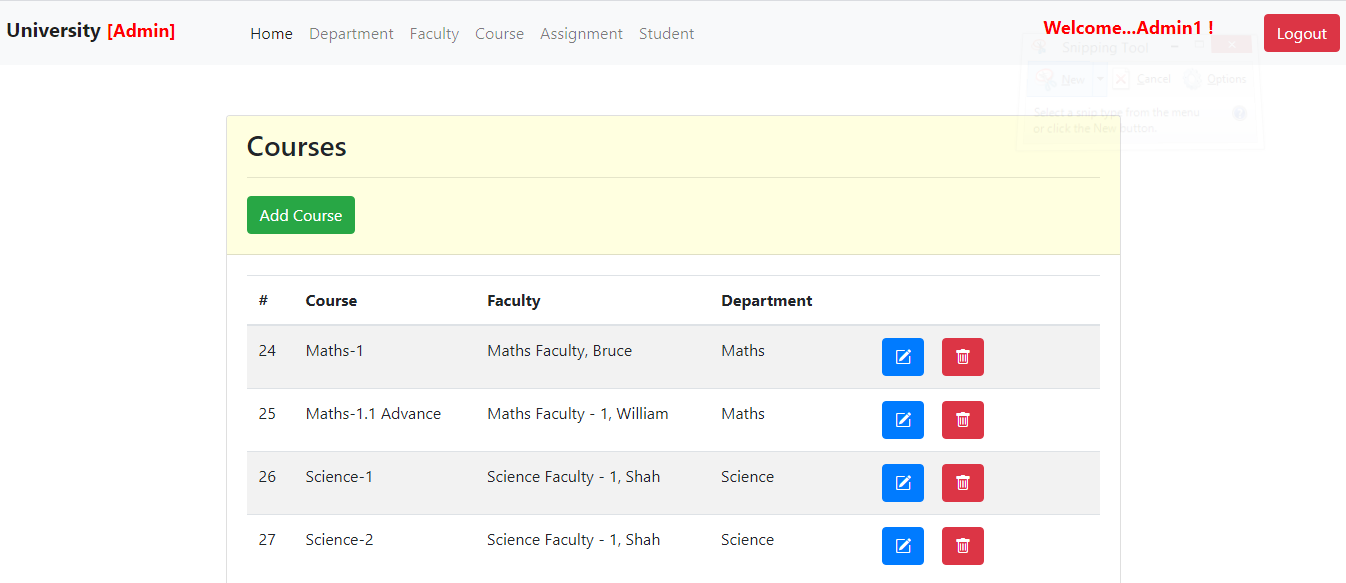 University [Admin] Home Department Faculty Course Assignment Student Welcome...Admin1 ! Logout
Snipping Tool
New Cancel Options
Select a snip type from the menu
or click the New button.
Courses
Add Course
# Course Faculty Department
24 Maths-1 Maths Faculty, Bruce Maths
25 Maths-1.1 Advance Maths Faculty - 1, William Maths
26 Science-1 Science Faculty - 1, Shah Science
27 Science-2 Science Faculty - 1, Shah Science